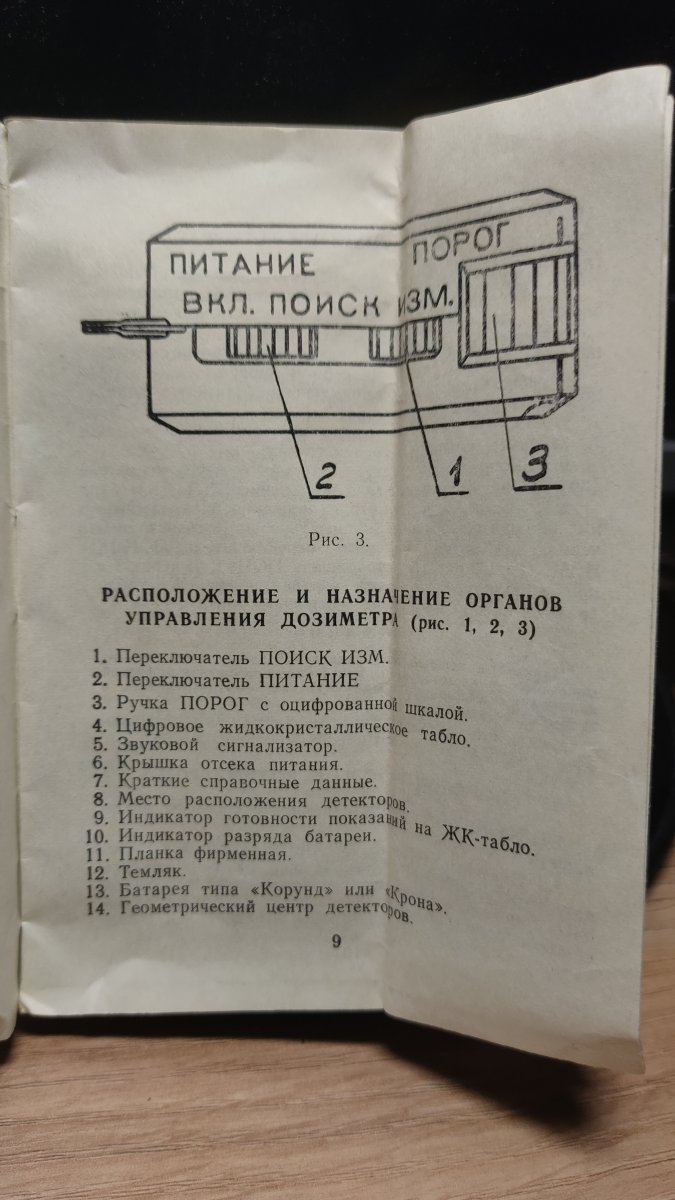 ПОРОГ
ПИТАНИЕ
ВКЛ. ПОИСК ИЗМ.
2
1
3
Рис. 3.
РАСПОЛОЖЕНИЕ И НАЗНАЧЕНИЕ ОРГАНОВ
УПРАВЛЕНИЯ ДОЗИМЕТРА (рис. 1, 2, 3)
1. Переключатель ПОИСК ИЗМ.
2. Переключатель ПИТАНИЕ
3. Ручка ПОРОГ с оцифрованной шкалой.
4. Цифровое жидкокристаллическое табло.
5. Звуковой сигнализатор.
6. Крышка отсека питания.
7. Краткие справочные данные.
8. Место расположения детекторов.
9. Индикатор готовности показаний на ЖК-табло.
10. Индикатор разряда батареи.
11. Планка фирменная.
12. Темляк.
13. Батарея типа «Корунд» или «Крона».
14. Геометрический центр детекторов.
9